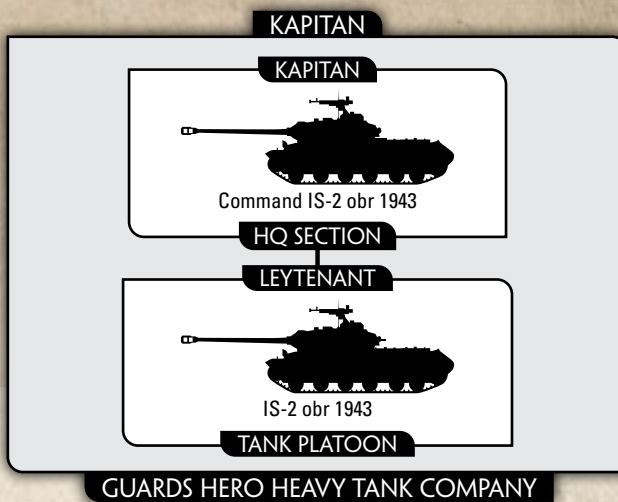 KAPITAN
KAPITAN
Command IS-2 obr 1943
HQ SECTION
LEYTENANT
IS-2 obr 1943
TANK PLATOON
GUARDS HERO HEAVY TANK COMPANY